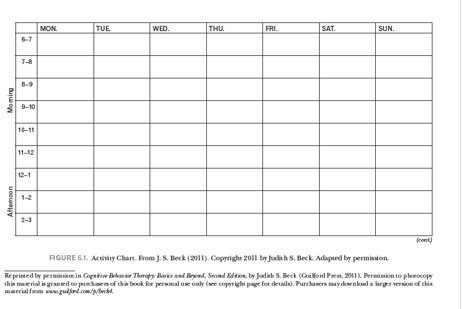 MON. TUE. WED. THU. FRI. SAT. SUN.
Morning
6–7
7–8
8–9
9–10
10–11
11–12
Afternoon
12–1
1–2
2–3
(cont.)
FIGURE 6.1. Activity Chart. From J. S. Beck (2011). Copyright 2011 by Judith S. Beck. Adapted by permission.
Reprinted by permission in Cognitive Behavior Therapy: Basics and Beyond, Second Edition, by Judith S. Beck (Guilford Press, 2011). Permission to photocopy
this material is granted to purchasers of this book for personal use only (see copyright page for details). Purchasers may download a larger version of this
material from www.guilford.com/p/beck4.